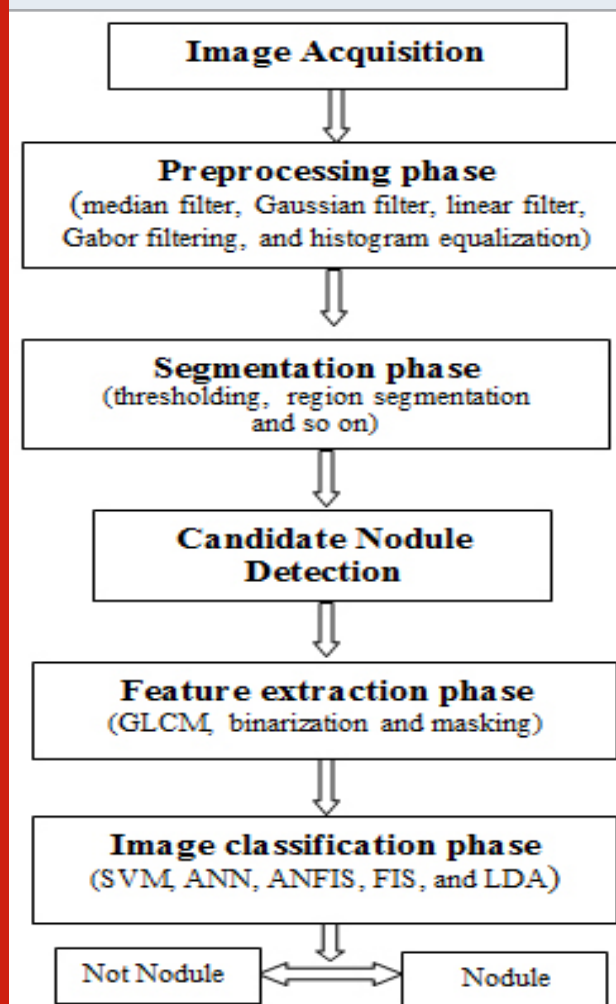 Image Acquisition
Preprocessing phase
(median filter, Gaussian filter, linear filter,
Gabor filtering, and histogram equalization)
Segmentation phase
(thresholding, region segmentation
and so on)
Candidate Nodule
Detection
Feature extraction phase
(GLCM, binarization and masking)
Image classification phase
(SVM, ANN, ANFIS, FIS, and LDA)
Not Nodule
Nodule